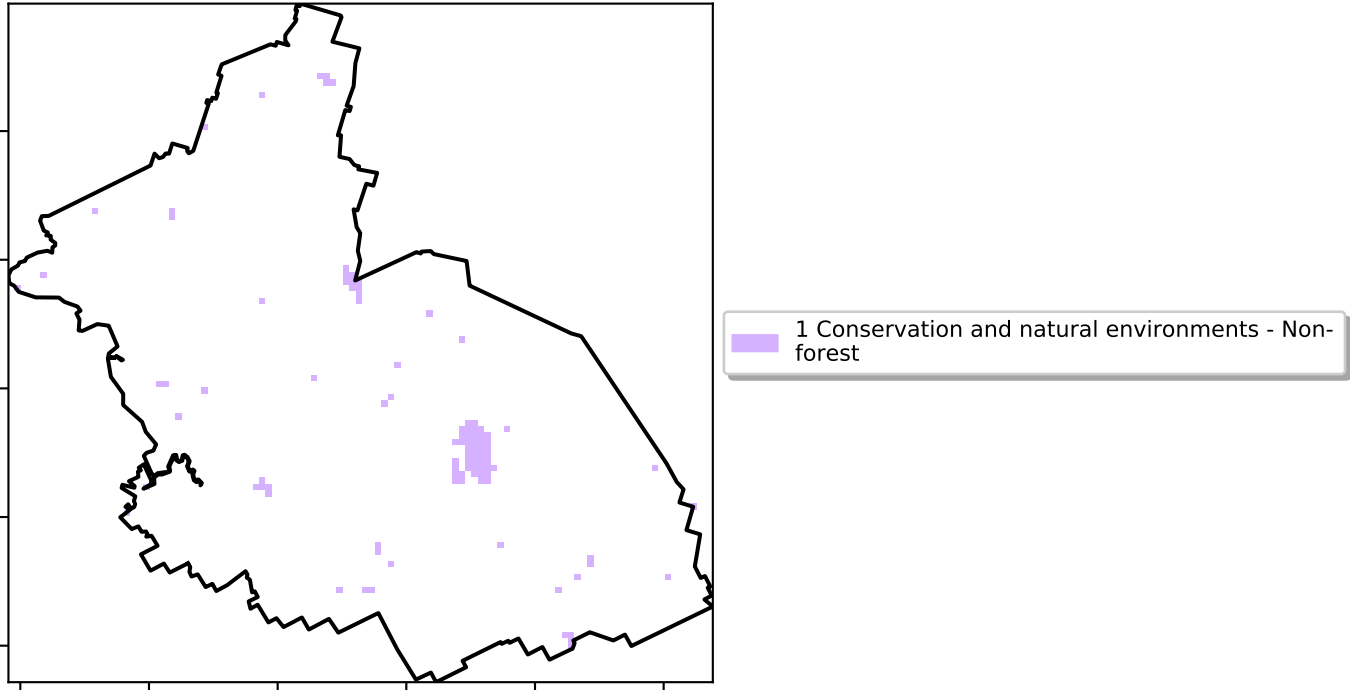 1 Conservation and natural environments - Non-
forest